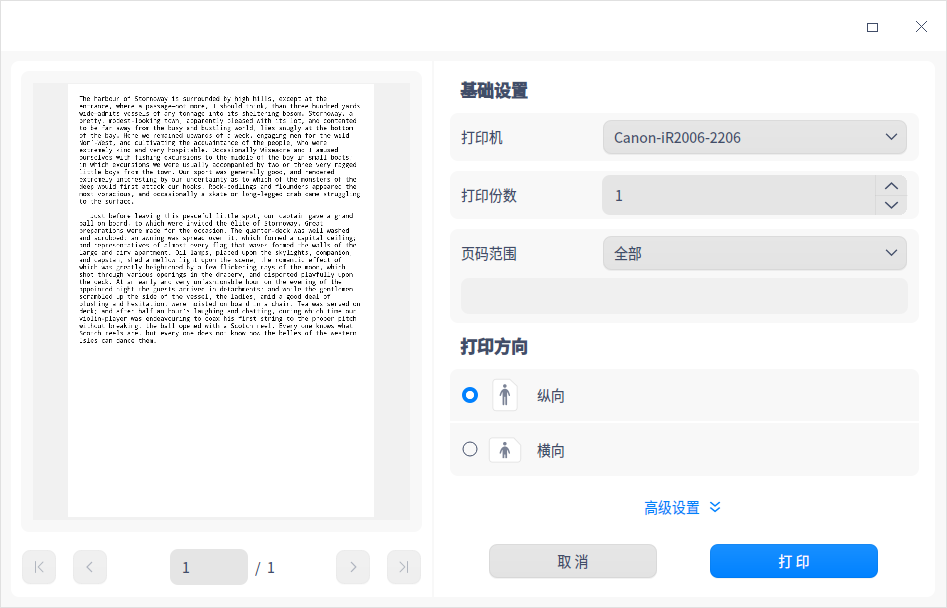 The harbour of Stornoway is surrounded by high hills, except at the
entrance, where a passage—not more, I should think, than three hundred yards
wide—admits vessels of any tonnage into its sheltering bosom. Stornoway, a
pretty, modest-looking town, apparently pleased with its lot, and contented
to be far away from the busy and bustling world, lies snugly at the bottom
of the bay. Here we remained upwards of a week, engaging men for the wild
Nor'-West, and cultivating the acquaintance of the people, who were
extremely kind and very hospitable. Occasionally Wiseacre and I amused
ourselves with fishing excursions to the middle of the bay in small boats
in which excursions we were usually accompanied by two or three very ragged
little boys from the town. Our sport was generally good, and rendered
extremely interesting by our uncertainty as to which of the monsters of the
deep would first attack our hooks. Rock-codlings and flounders appeared the
most voracious, and occasionally a skate or long-legged crab came struggling
to the surface.
Just before leaving this peaceful little spot, our captain gave a grand
ball on board, to which were invited the élite of Stornoway. Great
preparations were made for the occasion. The quarter-deck was well washed
and scrubbed; an awning was spread over it, which formed a capital ceiling;
and representatives of almost every flag that waves formed the walls of the
large and airy apartment. Oil lamps, placed upon the skylights, companion,
and capstan, shed a mellow light upon the scene, the romantic effect of
which was greatly heightened by a few flickering rays of the moon, which
shot through various openings in the drapery, and disported playfully upon
the deck. At an early and very unfashionable hour on the evening of the
appointed night the guests arrived in detachments; and while the gentlemen
scrambled up the side of the vessel, the ladies, amid a good deal of
blushing and hesitation, were hoisted on board in a chair. Tea was served on
deck; and after half an hour's laughing and chatting, during which time our
violin-player was endeavouring to coax his first string to the proper pitch
without breaking, the ball opened with a Scotch reel. Every one knows what
Scotch reels are, but every one does not know how the belles of the western
isles can dance them.
1 / 1
基础设置
打印机 Canon-iR2006-2206
打印份数 1
页码范围 全部
打印方向
纵向
横向
高级设置
取消 打印